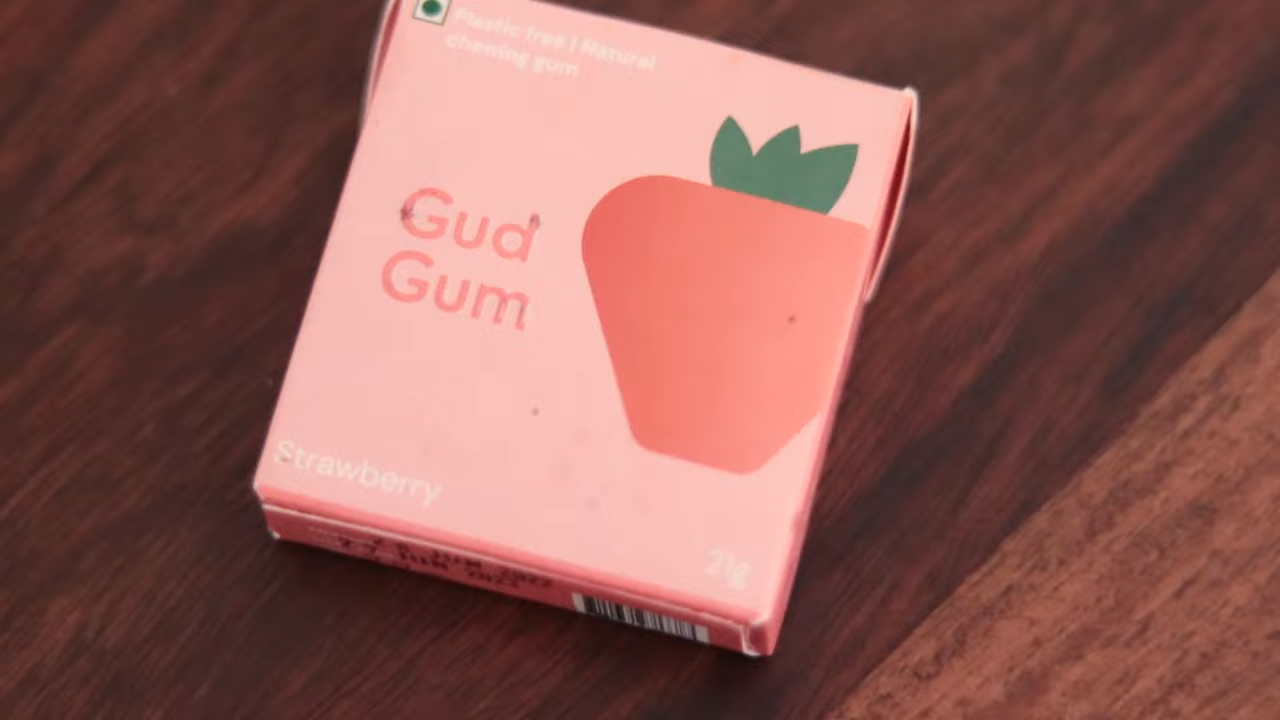 Plastic free | Natural
chewing gum
Gud
Gum
Strawberry
21g